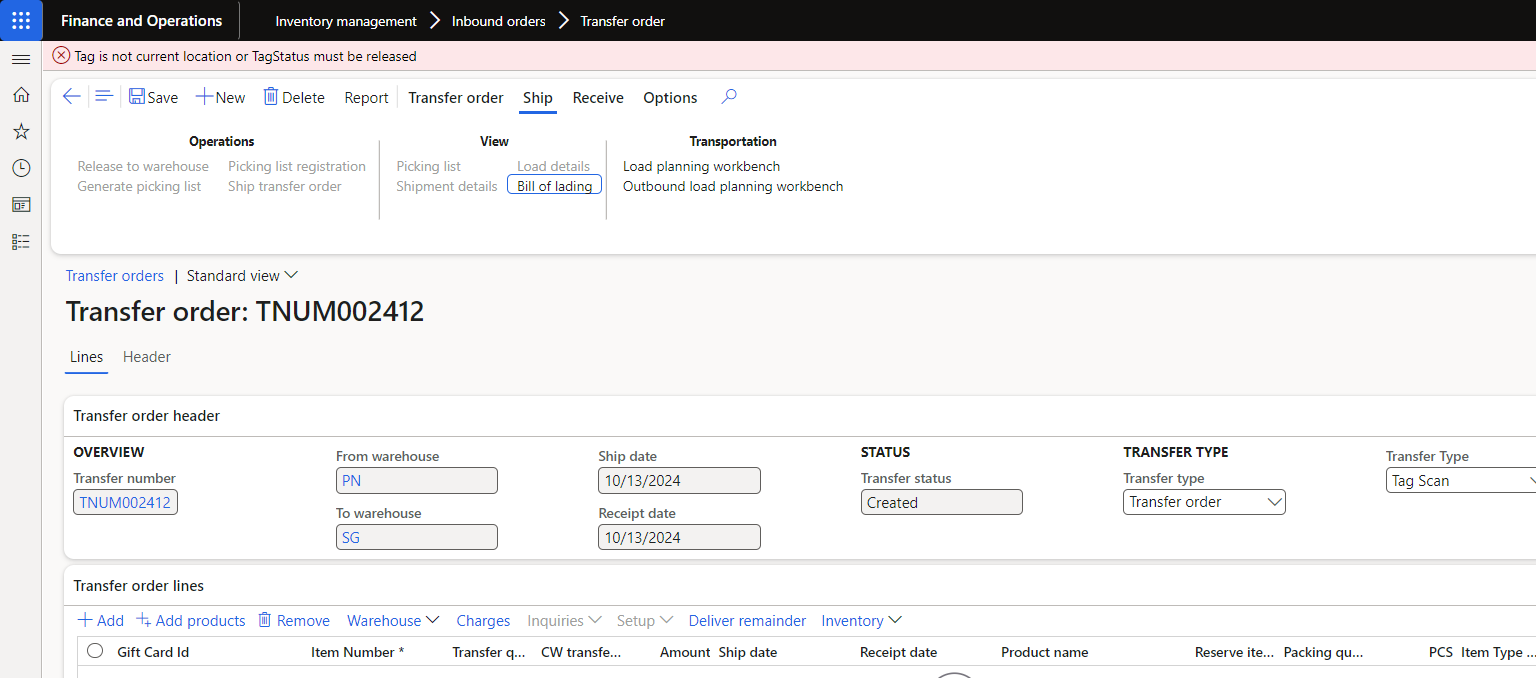 Finance and Operations
Inventory management > Inbound orders > Transfer order
Tag is not current location or TagStatus must be released
Save New Delete Report Transfer order Ship Receive Options
Operations View Transportation
Release to warehouse Picking list registration Picking list Load details Load planning workbench
Generate picking list Ship transfer order Shipment details Bill of lading Outbound load planning workbench
Transfer orders | Standard view
Transfer order: TNUM002412
Lines Header
Transfer order header
OVERVIEW
Transfer number
TNUM002412
From warehouse
PN
To warehouse
SG
Ship date
10/13/2024
Receipt date
10/13/2024
STATUS
Transfer status
Created
TRANSFER TYPE
Transfer type
Transfer order
Transfer Type
Tag Scan
Transfer order lines
Add Add products Remove Warehouse Charges Inquiries Setup Deliver remainder Inventory
Gift Card Id Item Number * Transfer q... CW transfe... Amount Ship date Receipt date Product name Reserve ite... Packing qu... PCS Item Type ...